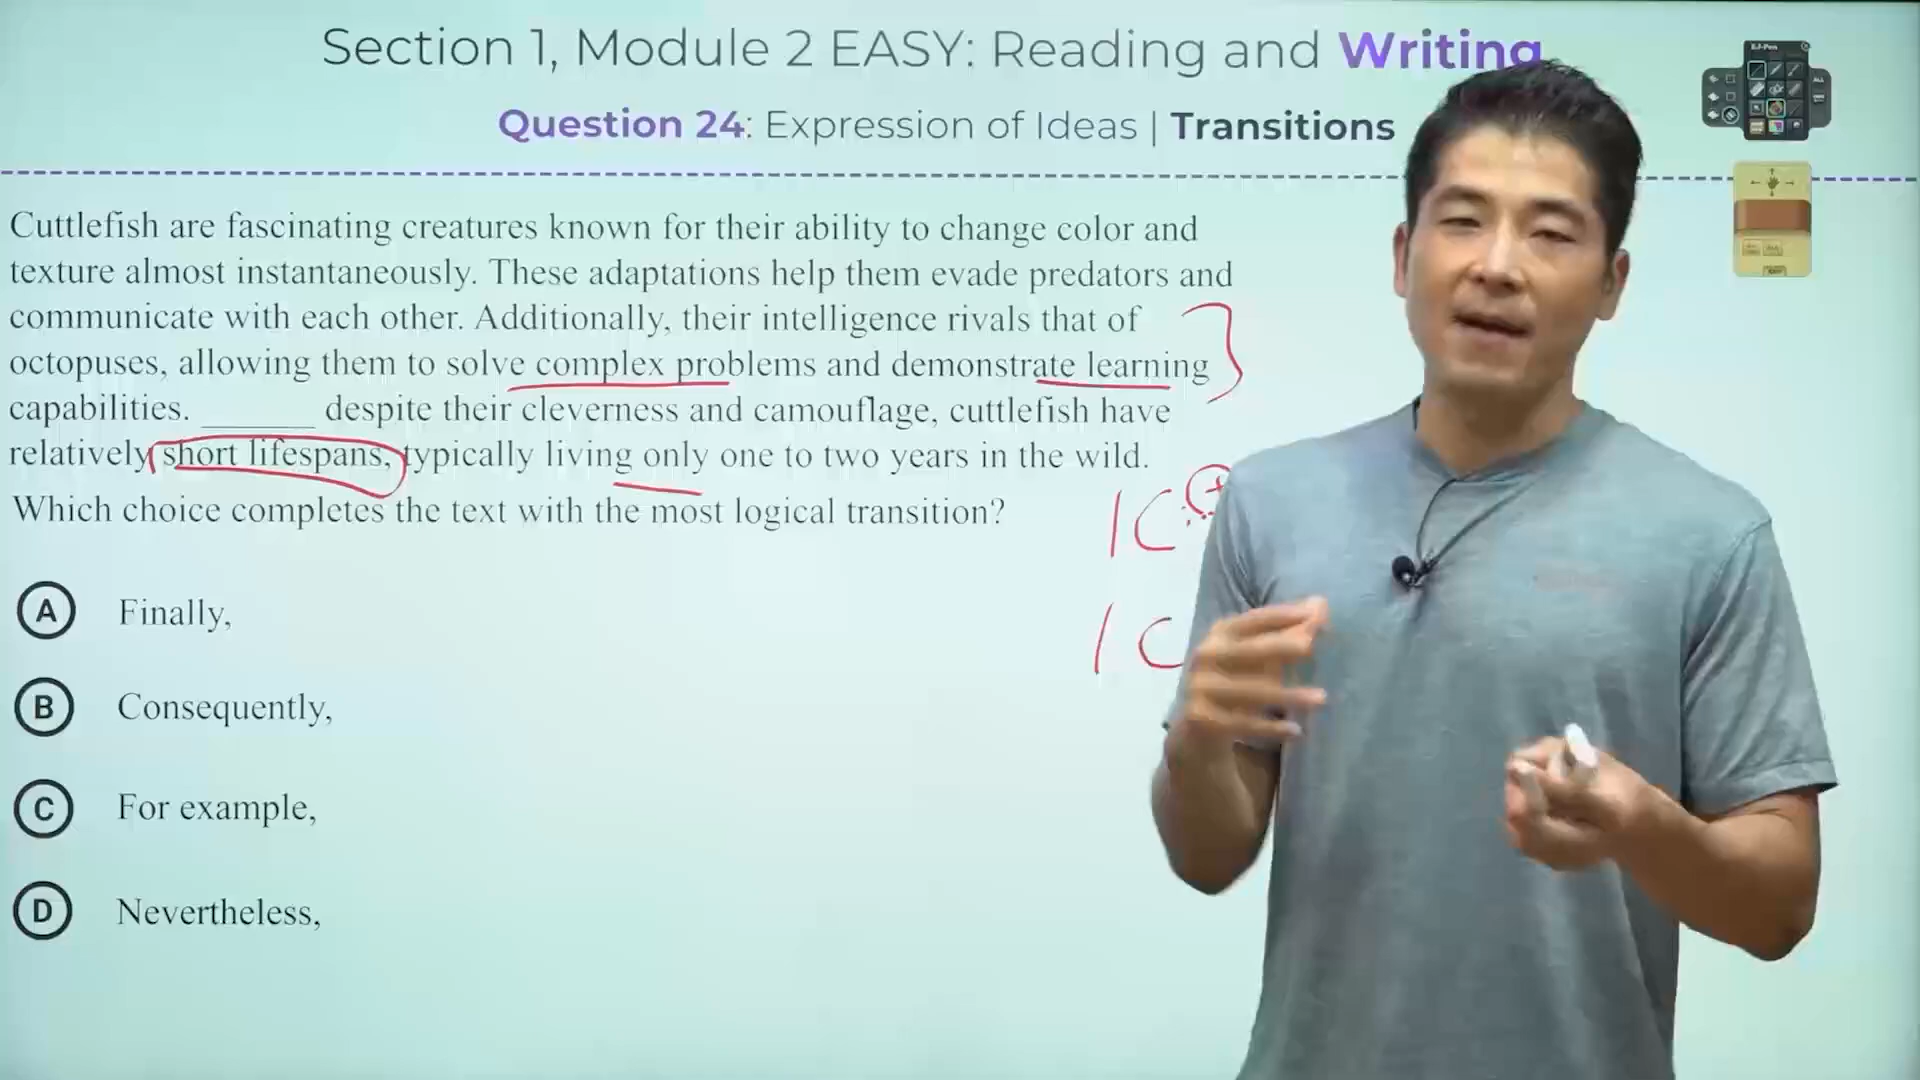 Section 1, Module 2 EASY: Reading and Writing
Question 24: Expression of Ideas | Transitions
Cuttlefish are fascinating creatures known for their ability to change color and
texture almost instantaneously. These adaptations help them evade predators and
communicate with each other. Additionally, their intelligence rivals that of
octopuses, allowing them to solve complex problems and demonstrate learning
capabilities. ______ despite their cleverness and camouflage, cuttlefish have
relatively short lifespans, typically living only one to two years in the wild.
Which choice completes the text with the most logical transition?
IC +
IC
A Finally,
B Consequently,
C For example,
D Nevertheless,